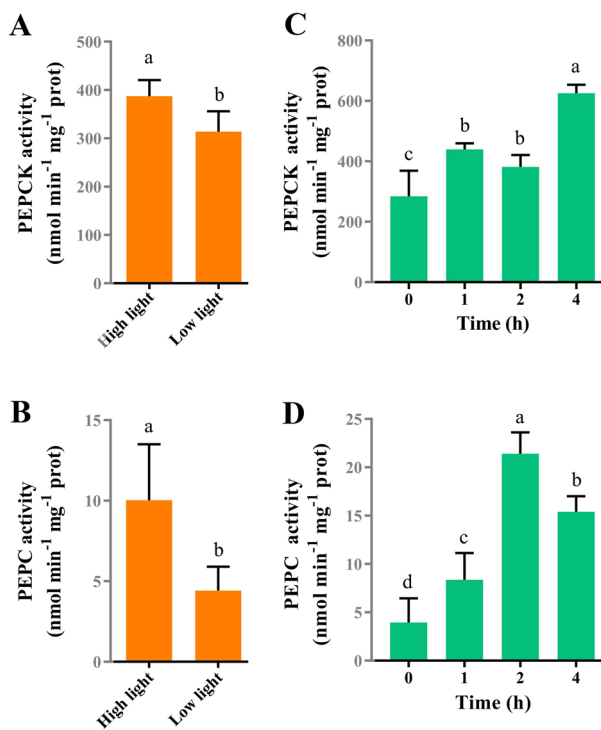 A
PEPCK activity
(nmol min⁻¹ mg⁻¹ prot)
500
400
300
200
100
0
a
b
High light
Low light
C
PEPCK activity
(nmol min⁻¹ mg⁻¹ prot)
800
600
400
200
0
c
b
b
a
0 1 2 4
Time (h)
B
PEPC activity
(nmol min⁻¹ mg⁻¹ prot)
15
10
5
0
a
b
High light
Low light
D
PEPC activity
(nmol min⁻¹ mg⁻¹ prot)
25
20
15
10
5
0
d
c
a
b
0 1 2 4
Time (h)